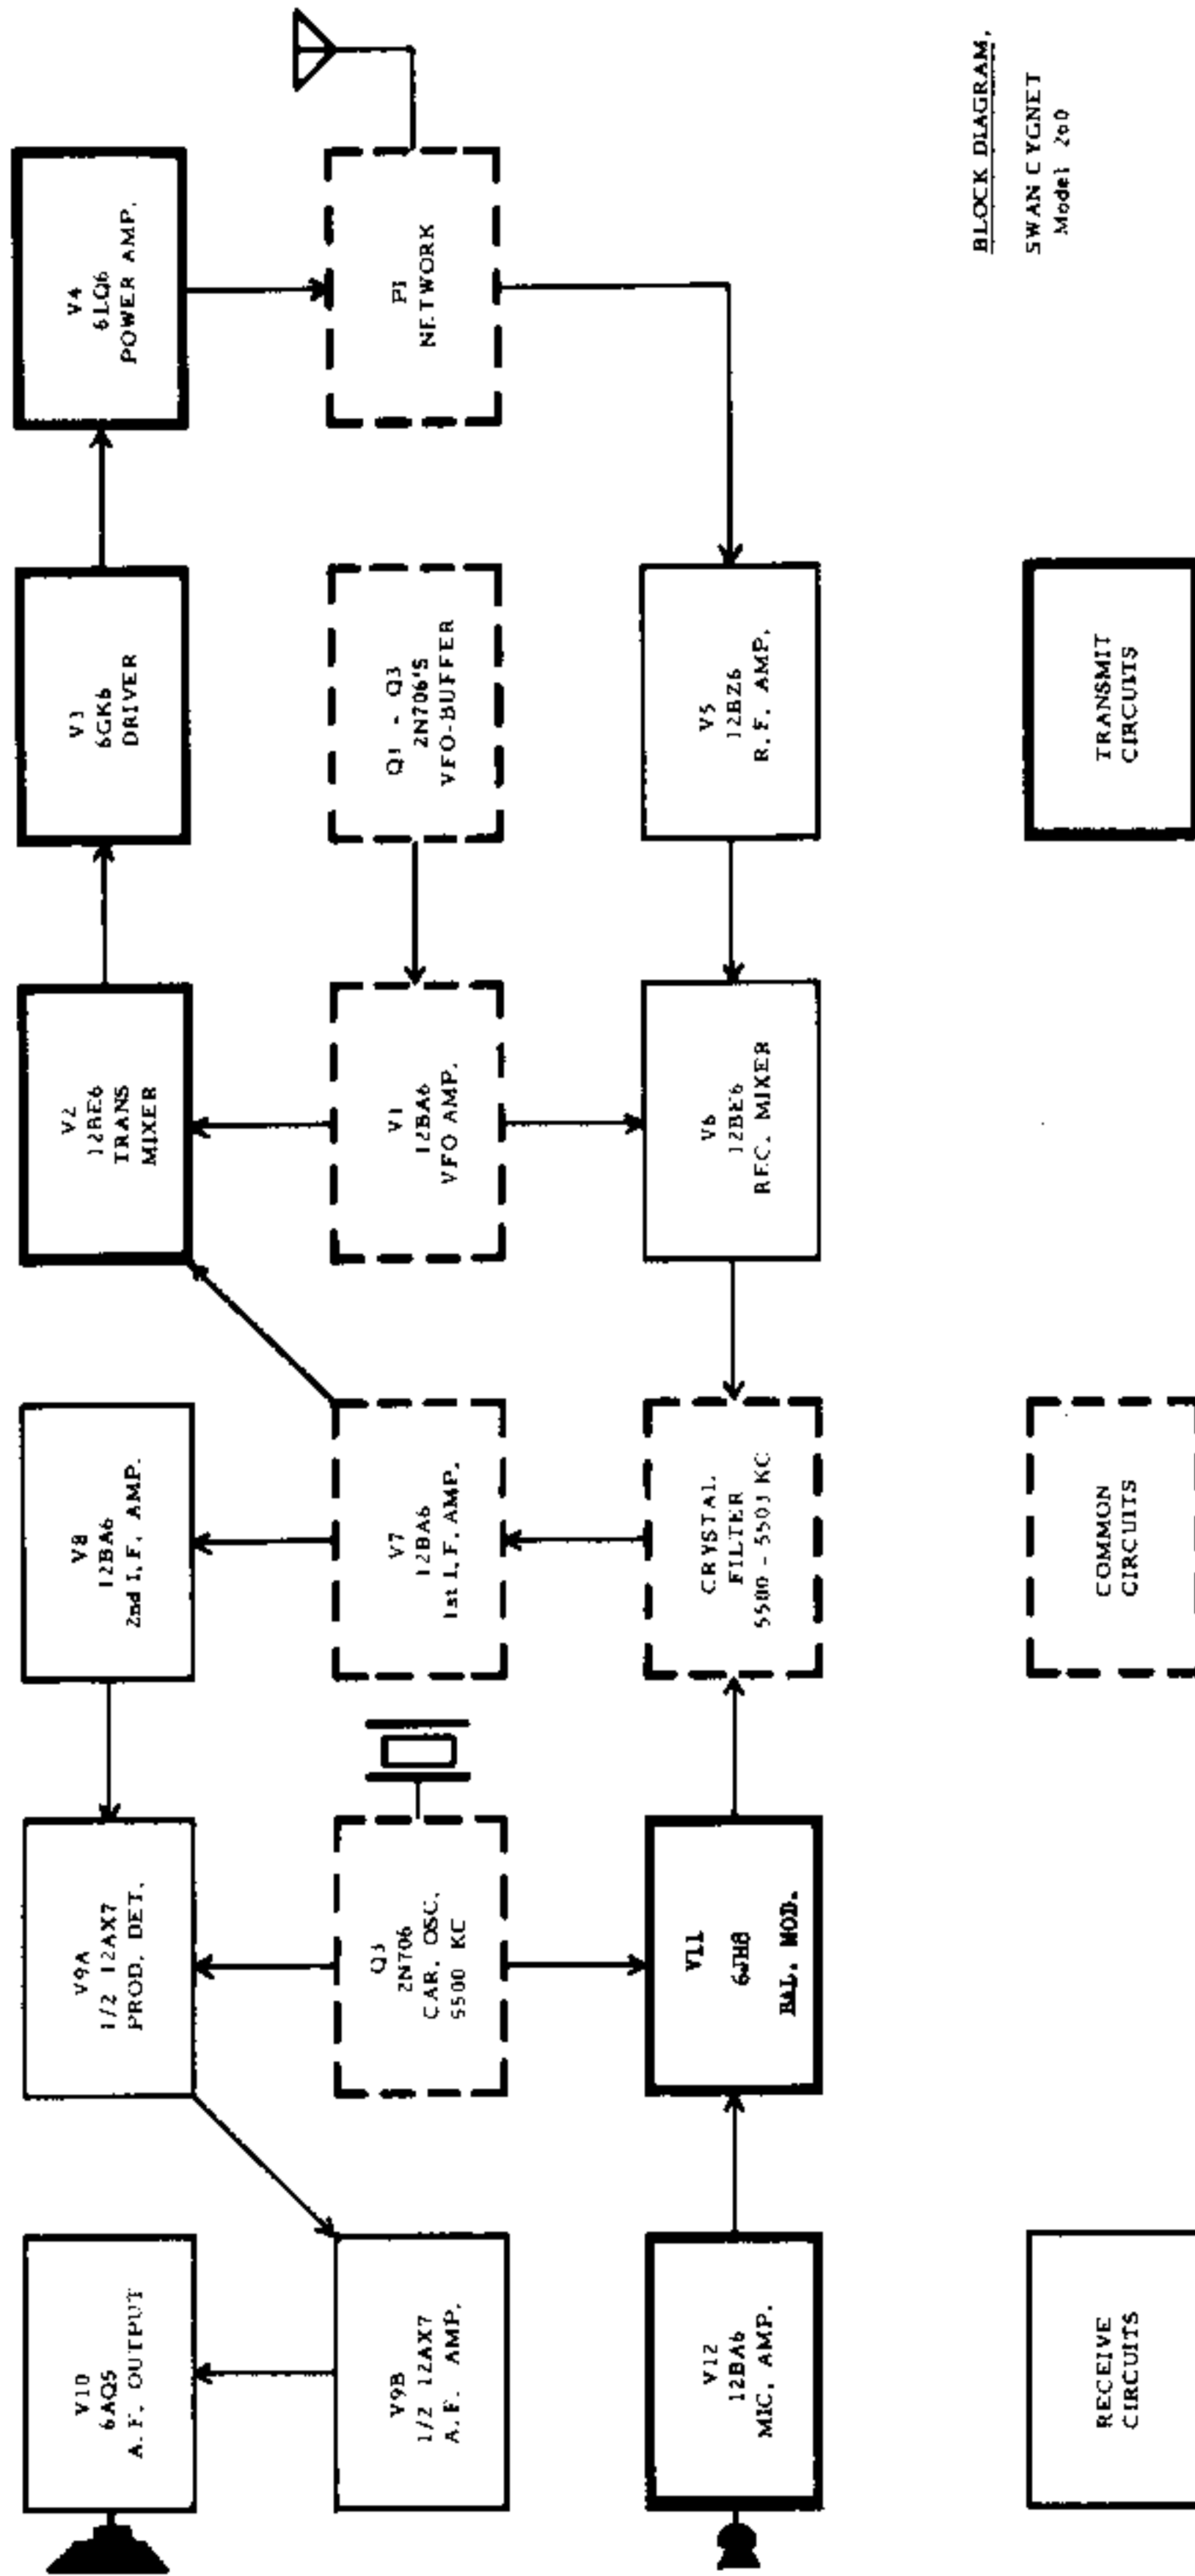 V10
6AQ5
A.F. OUTPUT
V9A
1/2 12AX7
PROD. DET.
V8
12BA6
2nd I.F. AMP.
V2
12BE6
TRANS
MIXER
V3
6GK6
DRIVER
V4
6LQ6
POWER AMP.
V9B
1/2 12AX7
A.F. AMP.
Q3
2N706
CAR. OSC.
5500 KC
V7
12BA6
1st I.F. AMP.
V1
12BA6
VFO AMP.
Q1 - Q3
2N706'S
VFO-BUFFER
PI
NETWORK
V12
12BA6
MIC. AMP.
V11
6JH8
BAL. MOD.
CRYSTAL
FILTER
5500 - 5503 KC
V6
12BE6
REC. MIXER
V5
12BZ6
R.F. AMP.
RECEIVE
CIRCUITS
COMMON
CIRCUITS
TRANSMIT
CIRCUITS
BLOCK DIAGRAM,
SWAN CYGNET
Model 260